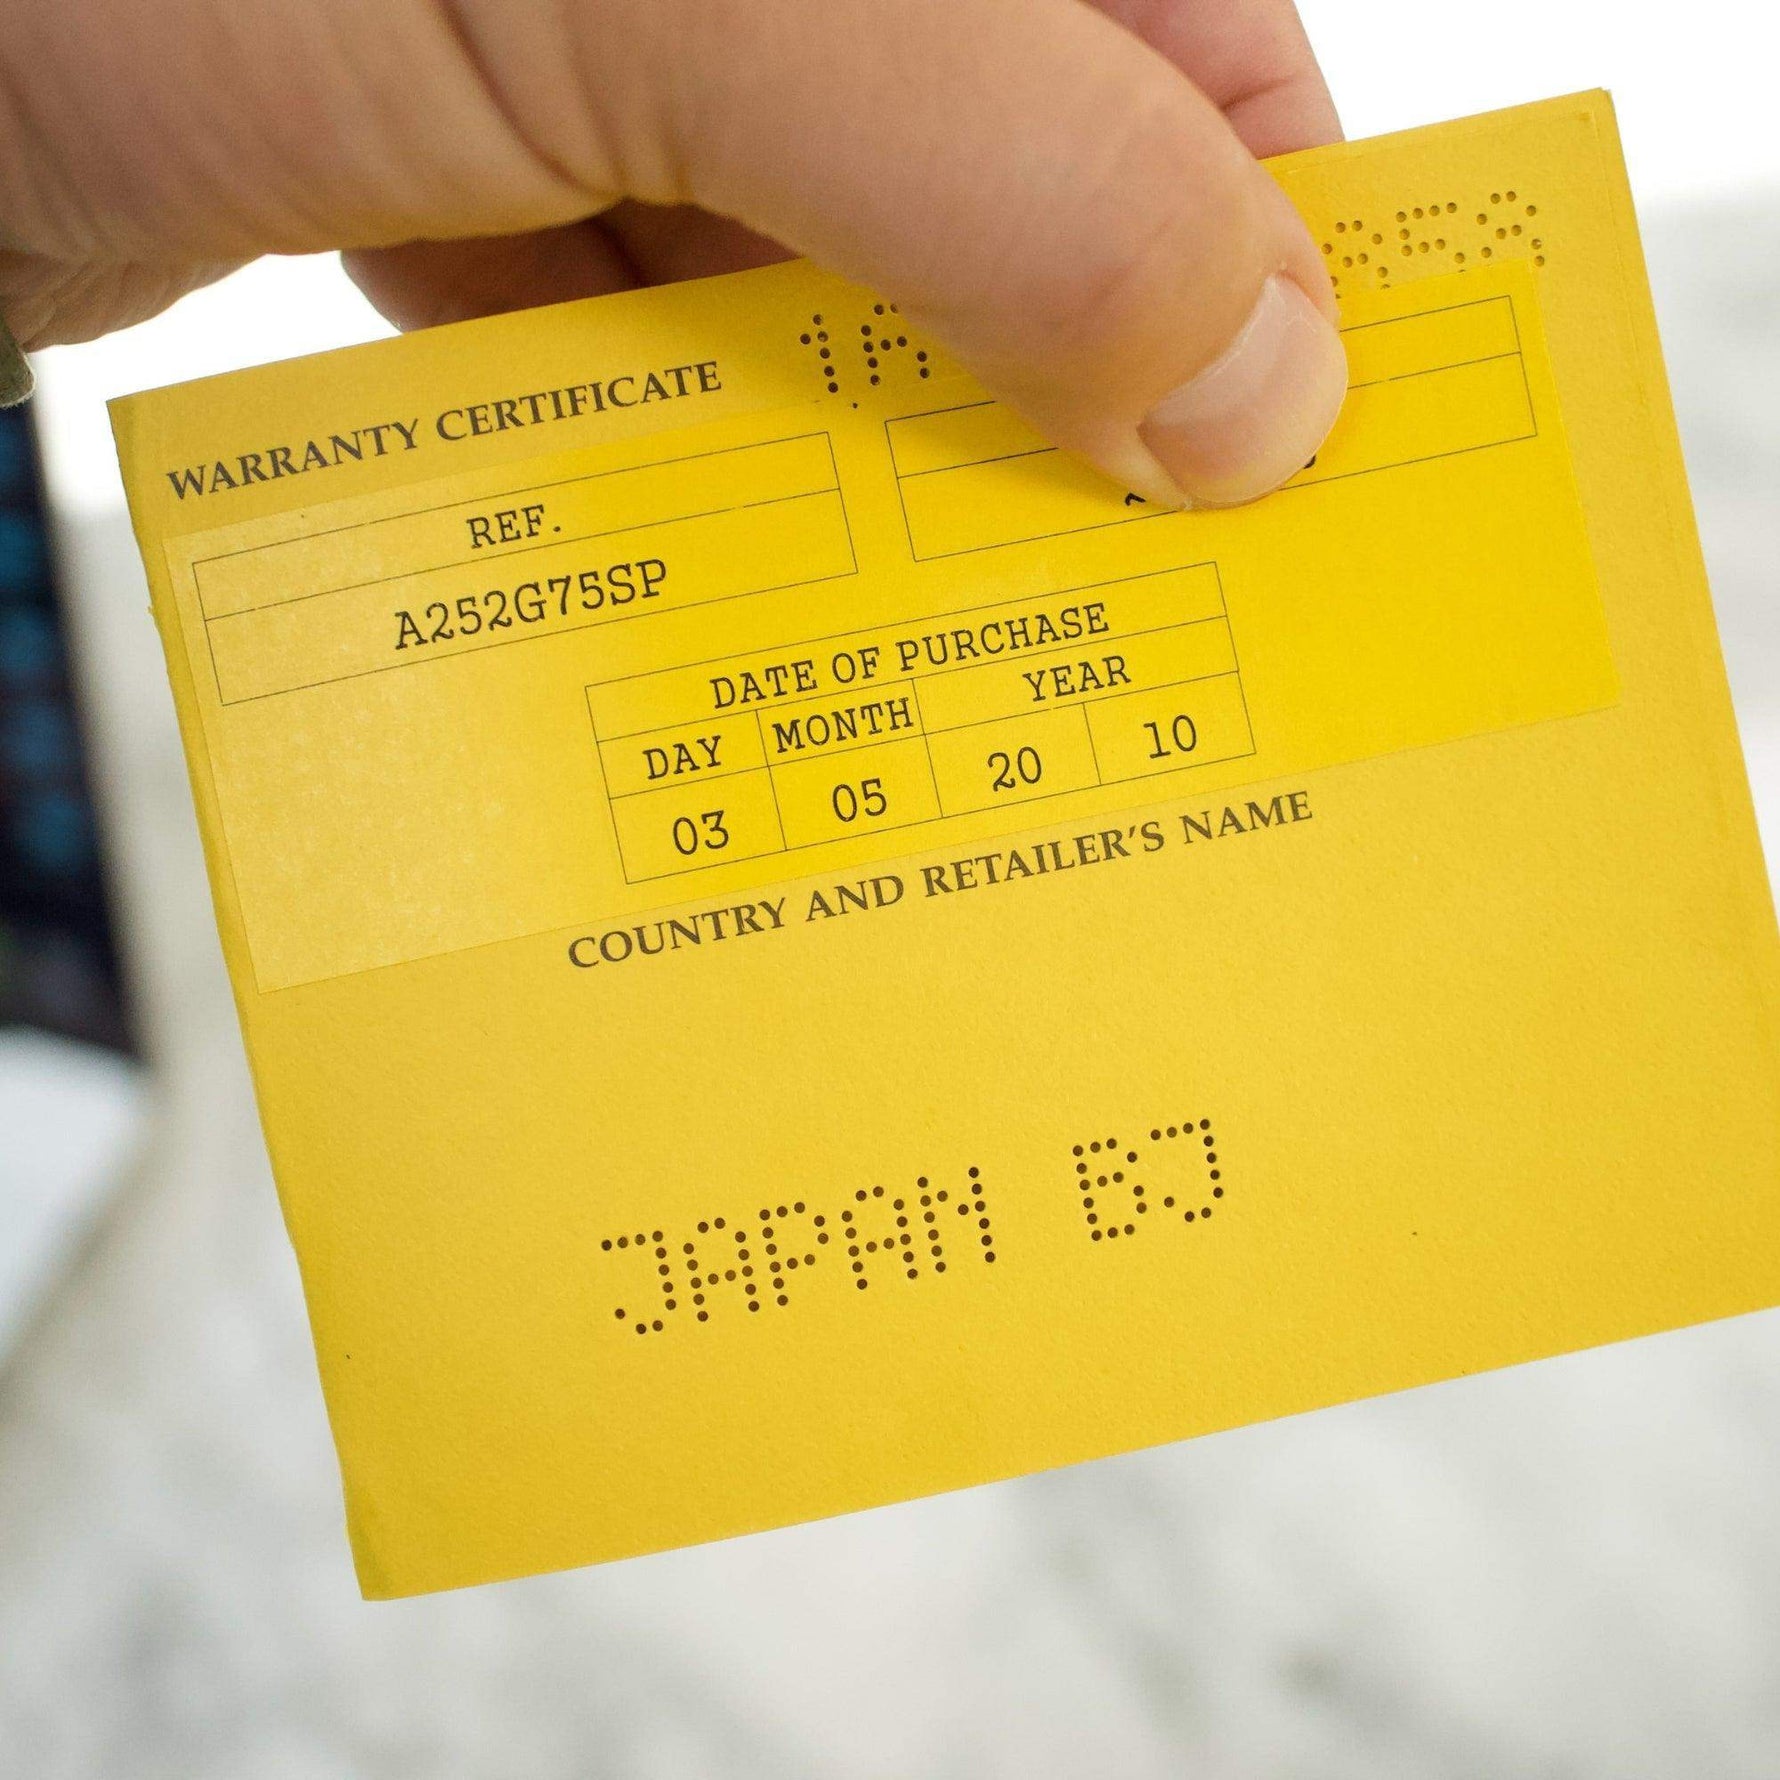 WARRANTY CERTIFICATE
REF.
A252G75SP
DATE OF PURCHASE
DAY MONTH YEAR
03 05 20 10
COUNTRY AND RETAILER'S NAME
JAPAN BJ